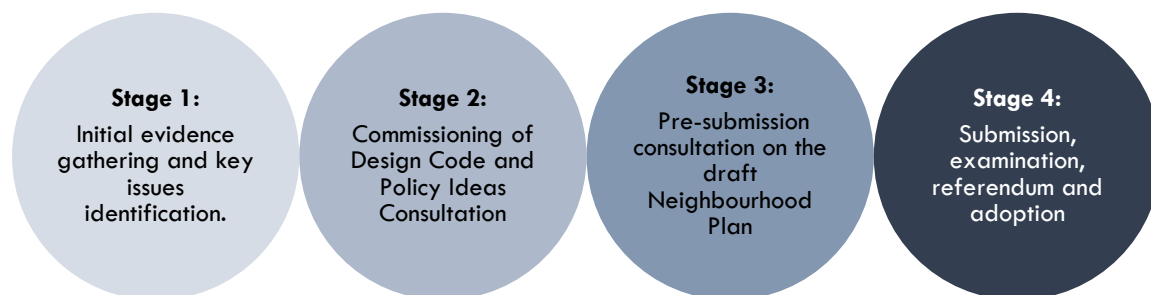 Stage 1:
Initial evidence
gathering and key
issues
identification.
Stage 2:
Commissioning of
Design Code and
Policy Ideas
Consultation
Stage 3:
Pre-submission
consultation on the
draft
Neighbourhood
Plan
Stage 4:
Submission,
examination,
referendum and
adoption